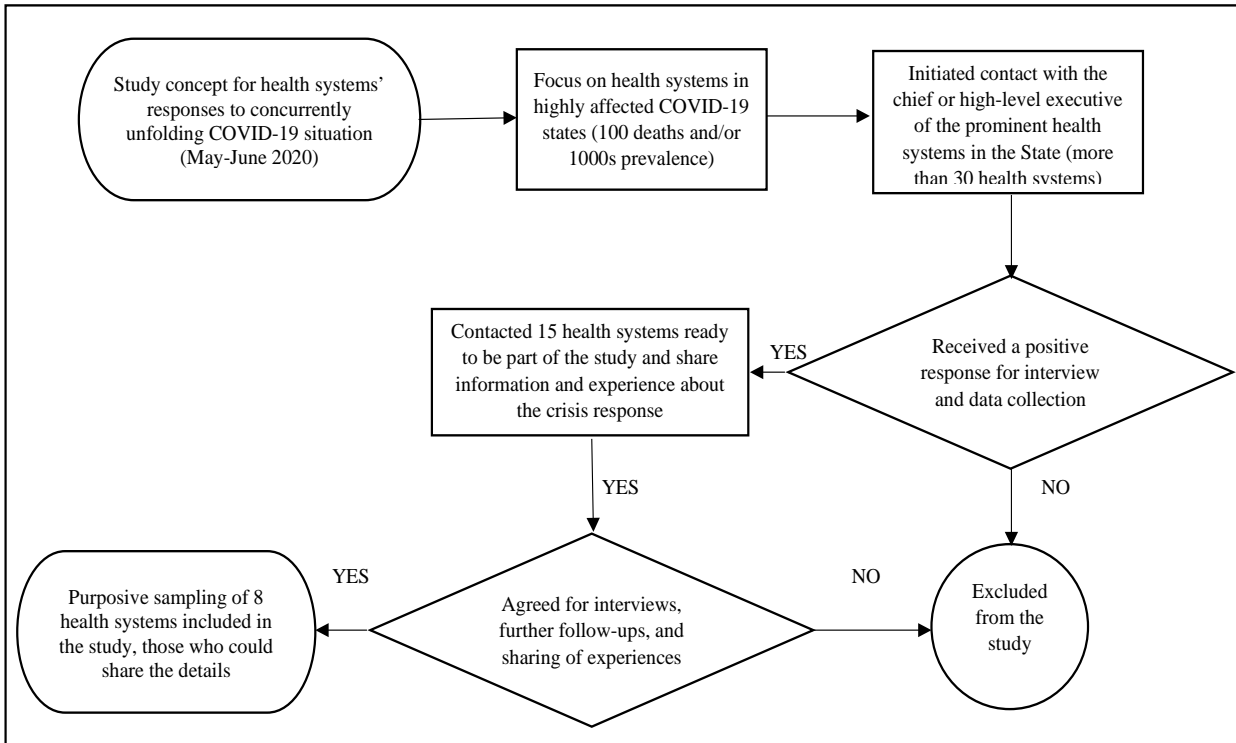 Study concept for health systems’
responses to concurrently
unfolding COVID-19 situation
(May-June 2020)
Focus on health systems in
highly affected COVID-19
states (100 deaths and/or
1000s prevalence)
Initiated contact with the
chief or high-level executive
of the prominent health
systems in the State (more
than 30 health systems)
Received a positive
response for interview
and data collection
YES
Contacted 15 health systems ready
to be part of the study and share
information and experience about
the crisis response
YES
NO
Agreed for interviews,
further follow-ups, and
sharing of experiences
YES
NO
Purposive sampling of 8
health systems included in
the study, those who could
share the details
Excluded
from the
study